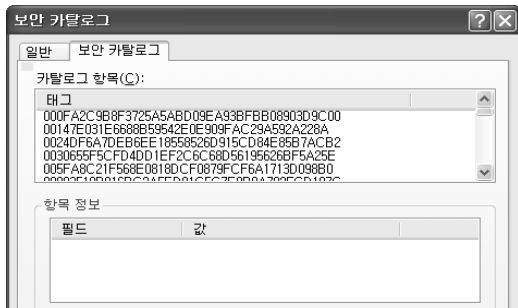 보안 카탈로그
일반 보안 카탈로그
카탈로그 항목(C):
태그
000FA2C9B8F3725A5ABD09EA93BFBB08903D9C00
00147E031E6688B59542E0E909FAC29A592A228A
0024DF6A7DEB6EE18558526D915CD84E85B7ACB2
0030655F5CFD4DD1EF2C6C68D56195626BF5A25E
005FA8C21F568E0818DCF0879FCF6A1713D098B0
항목 정보
필드 값